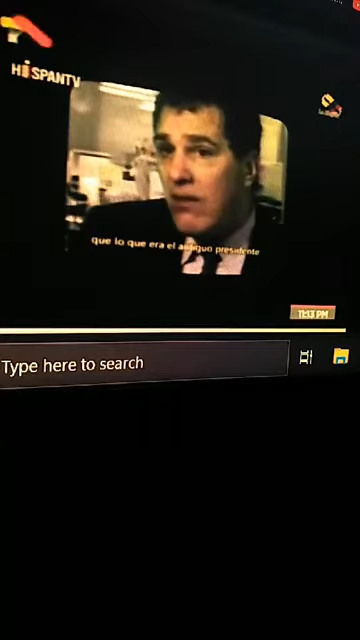 HiSPANTV
que lo que era el antiguo presidente
11:13 PM
Type here to search